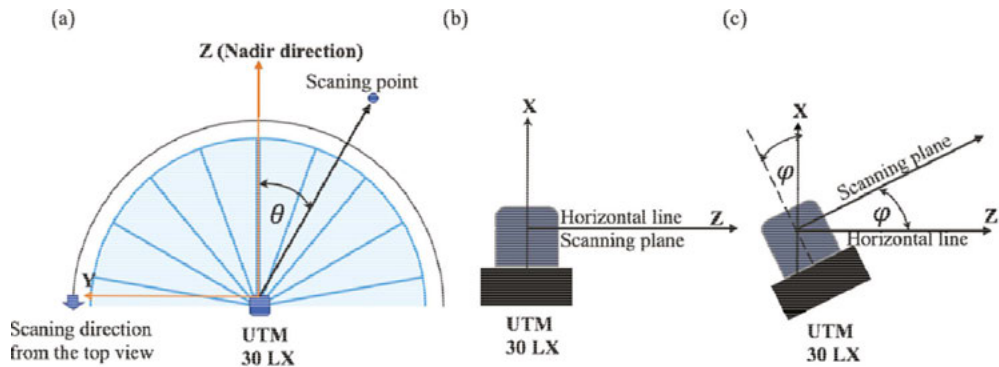 (a)
Z (Nadir direction)
Scaning point
θ
Y
Scaning direction
from the top view
UTM
30 LX
(b)
X
Horizontal line
Z
Scanning plane
UTM
30 LX
(c)
X
φ
Scanning plane
φ
Z
Horizontal line
UTM
30 LX